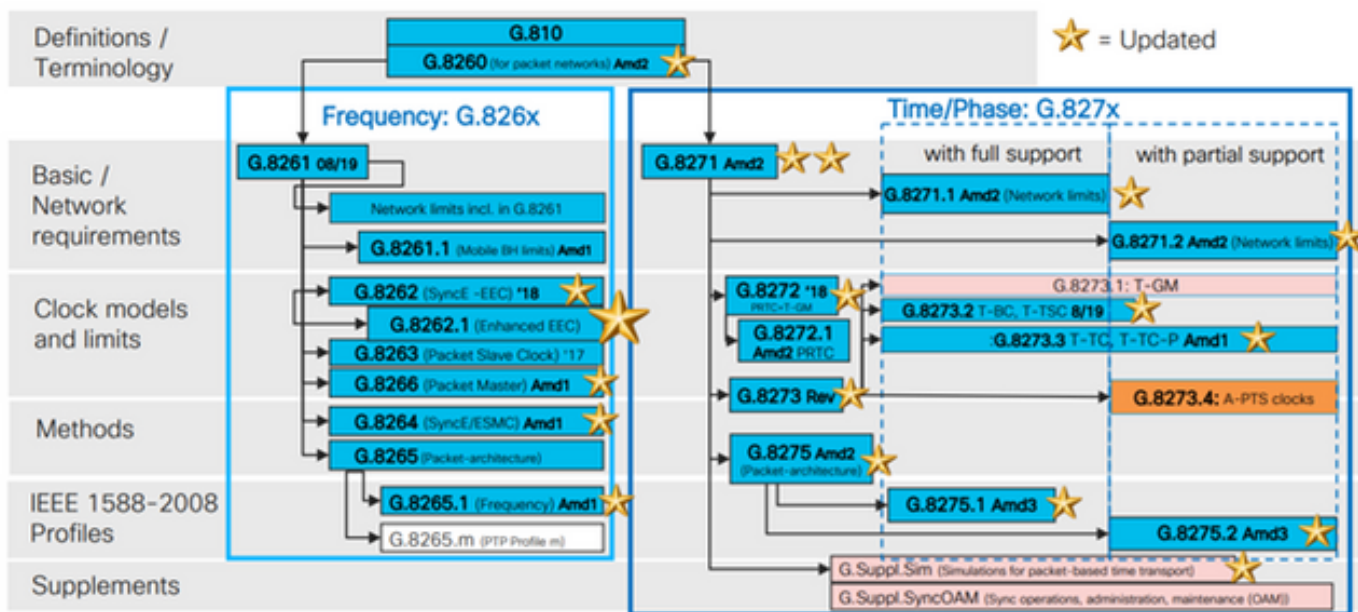 Definitions /
Terminology
G.810
G.8260 (for packet networks) Amd2
= Updated
Frequency: G.826x
Time/Phase: G.827x
Basic /
Network
requirements
G.8261 08/19
Network limits incl. in G.8261
G.8261.1 (Mobile BH limits) Amd1
G.8271 Amd2
with full support
with partial support
G.8271.1 Amd2 (Network limits)
G.8271.2 Amd2 (Network limits)
Clock models
and limits
G.8262 (SyncE -EEC) '18
G.8262.1 (Enhanced EEC)
G.8263 (Packet Slave Clock) '17
G.8266 (Packet Master) Amd1
G.8272 '18
PRTC+T-GM
G.8272.1
Amd2 PRTC
G.8273 Rev
G.8273.1: T-GM
G.8273.2 T-BC, T-TSC 8/19
:G.8273.3 T-TC, T-TC-P Amd1
G.8273.4: A-PTS clocks
Methods
G.8264 (SyncE/ESMC) Amd1
G.8265 (Packet-architecture)
G.8275 Amd2
(Packet-architecture)
IEEE 1588-2008
Profiles
G.8265.1 (Frequency) Amd1
G.8265.m (PTP Profile m)
G.8275.1 Amd3
G.8275.2 Amd3
Supplements
G.Suppl.Sim (Simulations for packet-based time transport)
G.Suppl.SyncOAM (Sync operations, administration, maintenance (OAM))